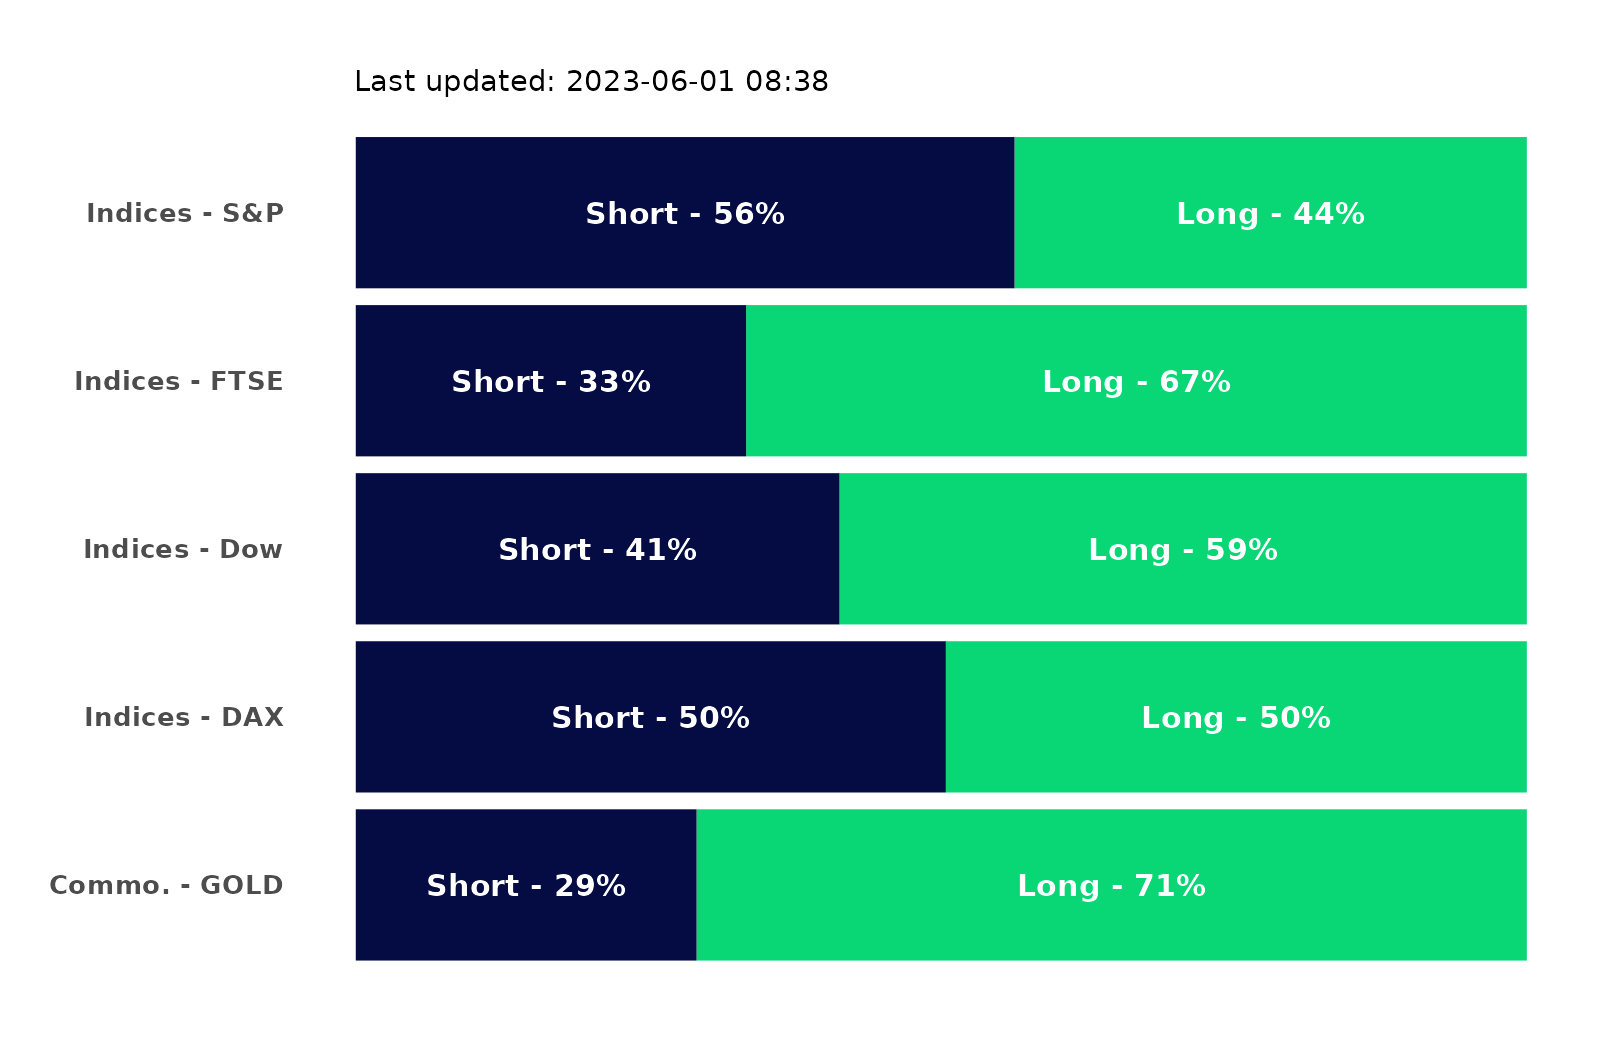 Last updated: 2023-06-01 08:38
Indices - S&P Short - 56% Long - 44%
Indices - FTSE Short - 33% Long - 67%
Indices - Dow Short - 41% Long - 59%
Indices - DAX Short - 50% Long - 50%
Commo. - GOLD Short - 29% Long - 71%